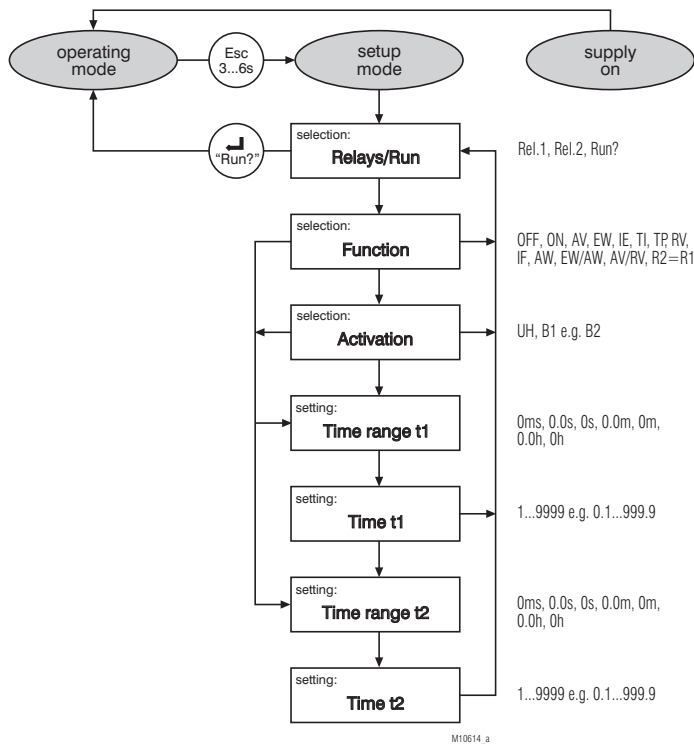 operating
mode
Esc
3...6s
setup
mode
supply
on
"Run?"
selection:
Relays/Run
Rel.1, Rel.2, Run?
selection:
Function
OFF, ON, AV, EW, IE, TI, TP, RV,
IF, AW, EW/AW, AV/RV, R2=R1
selection:
Activation
UH, B1 e.g. B2
setting:
Time range t1
0ms, 0.0s, 0s, 0.0m, 0m,
0.0h, 0h
setting:
Time t1
1...9999 e.g. 0.1...999.9
setting:
Time range t2
0ms, 0.0s, 0s, 0.0m, 0m,
0.0h, 0h
setting:
Time t2
1...9999 e.g. 0.1...999.9
M10614_a